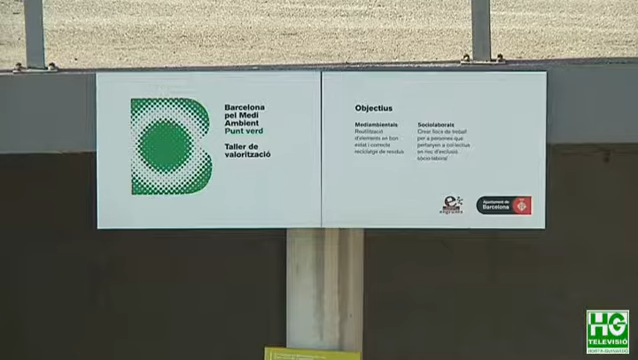 Barcelona
pel Medi
Ambient
Punt verd
Taller de
valorització
Objectius
Mediambientals
Reutilització
d'elements en bon
estat i correcte
reciclatge de residus
Sociolaborals
Crear llocs de treball
per a persones que
pertanyen a col·lectius
en risc d'exclusió
sòcio-laboral
engrunes
Ajuntament de
Barcelona
HG
TELEVISIÓ